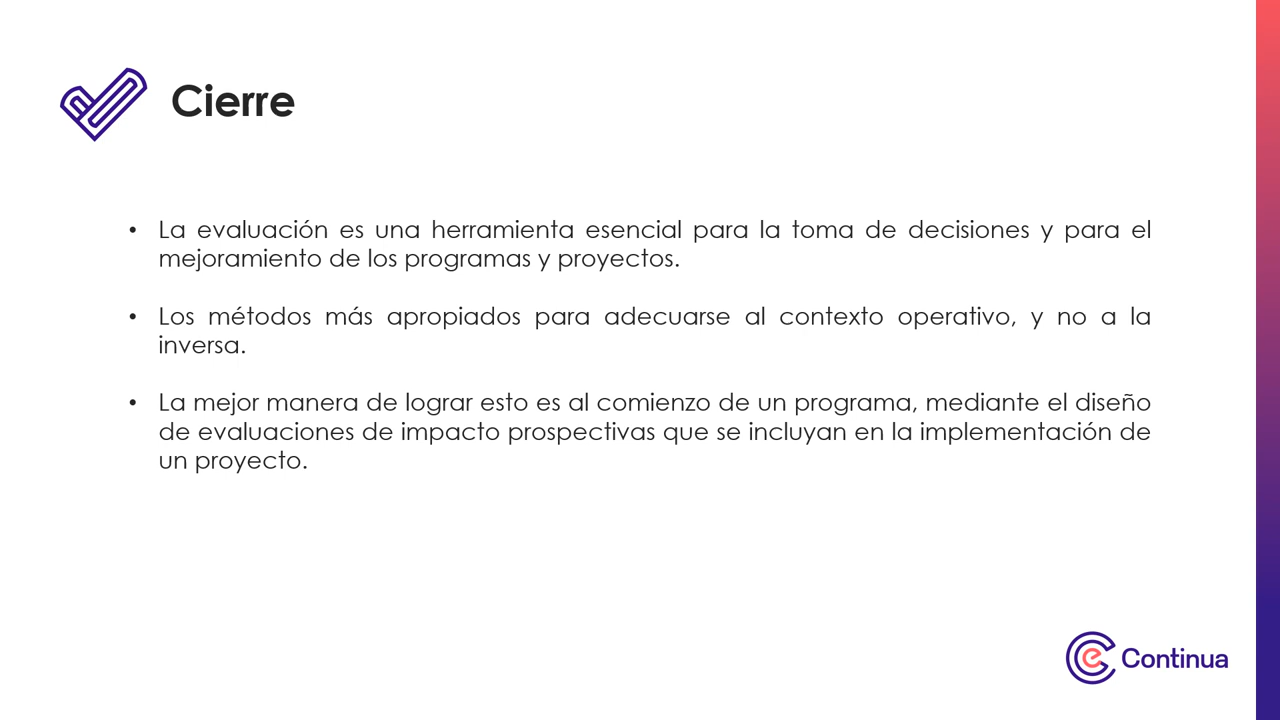 Cierre
• La evaluación es una herramienta esencial para la toma de decisiones y para el
mejoramiento de los programas y proyectos.
• Los métodos más apropiados para adecuarse al contexto operativo, y no a la
inversa.
• La mejor manera de lograr esto es al comienzo de un programa, mediante el diseño
de evaluaciones de impacto prospectivas que se incluyan en la implementación de
un proyecto.
e Continua